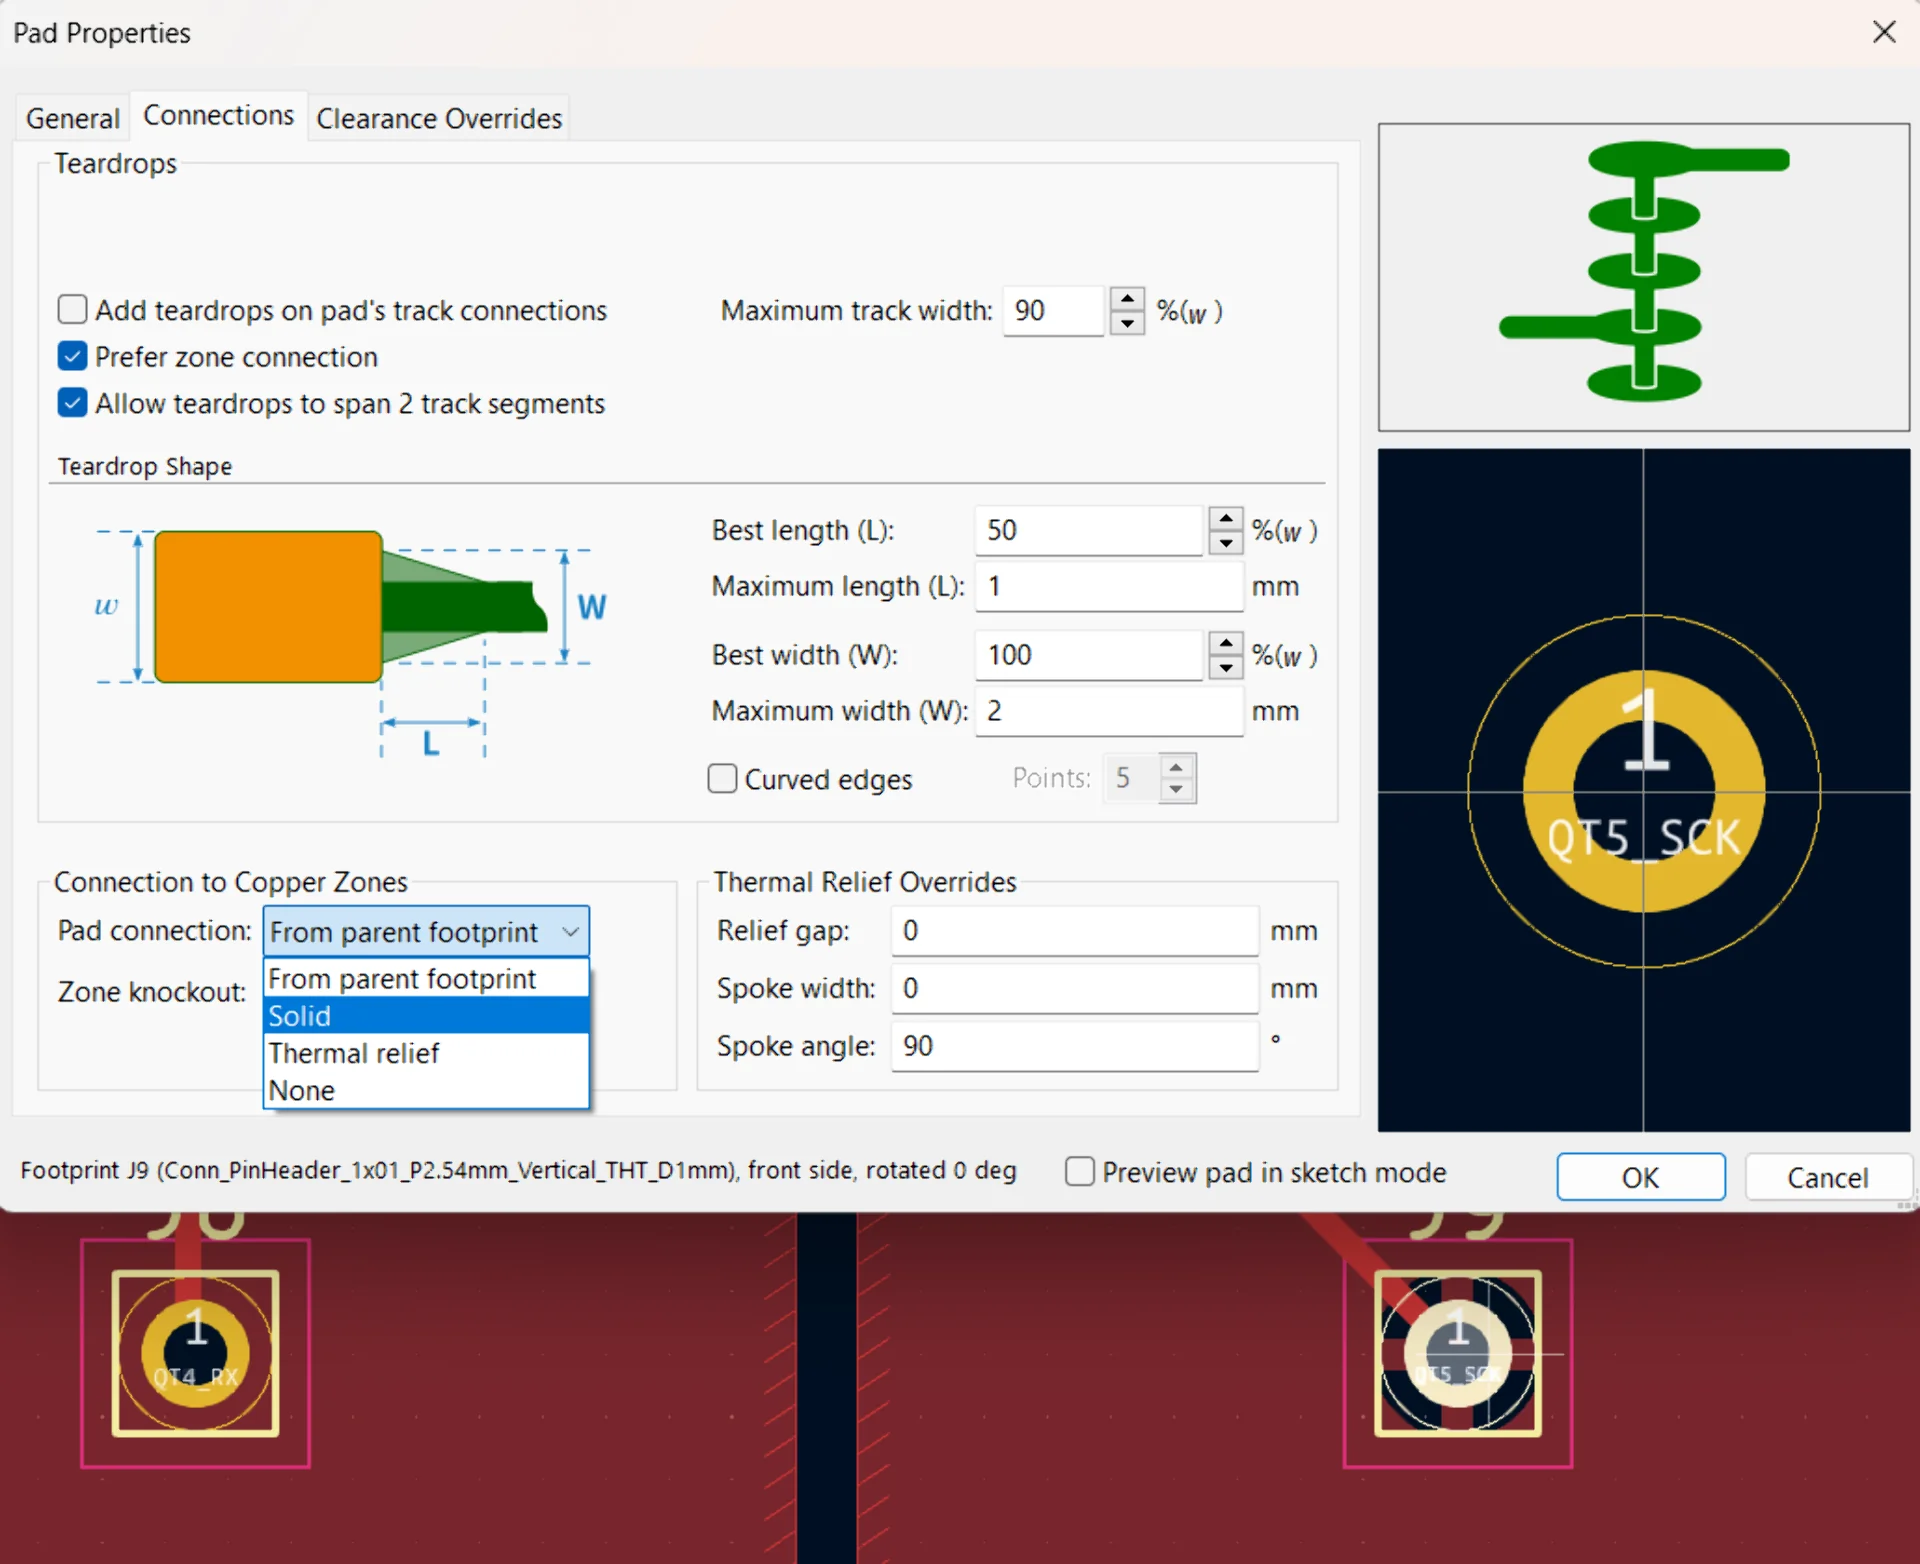 Pad Properties
General Connections Clearance Overrides
Teardrops
Add teardrops on pad's track connections
Maximum track width: 90 %(w )
Prefer zone connection
Allow teardrops to span 2 track segments
Teardrop Shape
w
W
L
Best length (L): 50 %(w )
Maximum length (L): 1 mm
Best width (W): 100 %(w )
Maximum width (W): 2 mm
Curved edges Points: 5
1
QT5_SCK
Connection to Copper Zones
Pad connection: From parent footprint
From parent footprint
Zone knockout:
Solid
Thermal relief
None
Thermal Relief Overrides
Relief gap: 0 mm
Spoke width: 0 mm
Spoke angle: 90 °
Footprint J9 (Conn_PinHeader_1x01_P2.54mm_Vertical_THT_D1mm), front side, rotated 0 deg
Preview pad in sketch mode
OK Cancel
J9
1
QT4_RX
1
QT5_SCK